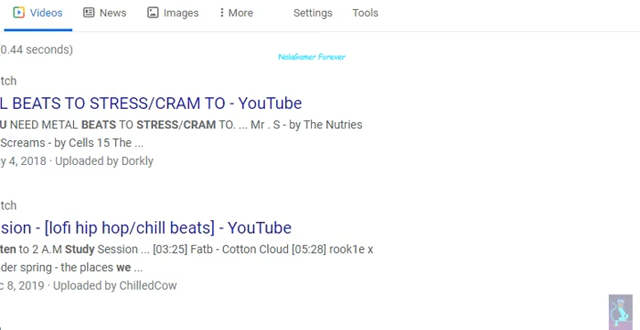 Videos News Images More Settings Tools
0.44 seconds)
NolaGamer Forever
tch
L BEATS TO STRESS/CRAM TO - YouTube
U NEED METAL BEATS TO STRESS/CRAM TO. ... Mr . S - by The Nutries
Screams - by Cells 15 The ...
y 4, 2018 · Uploaded by Dorkly
tch
sion - [lofi hip hop/chill beats] - YouTube
ten to 2 A.M Study Session ... [03:25] Fatb - Cotton Cloud [05:28] rook1e x
der spring - the places we ...
c 8, 2019 · Uploaded by ChilledCow